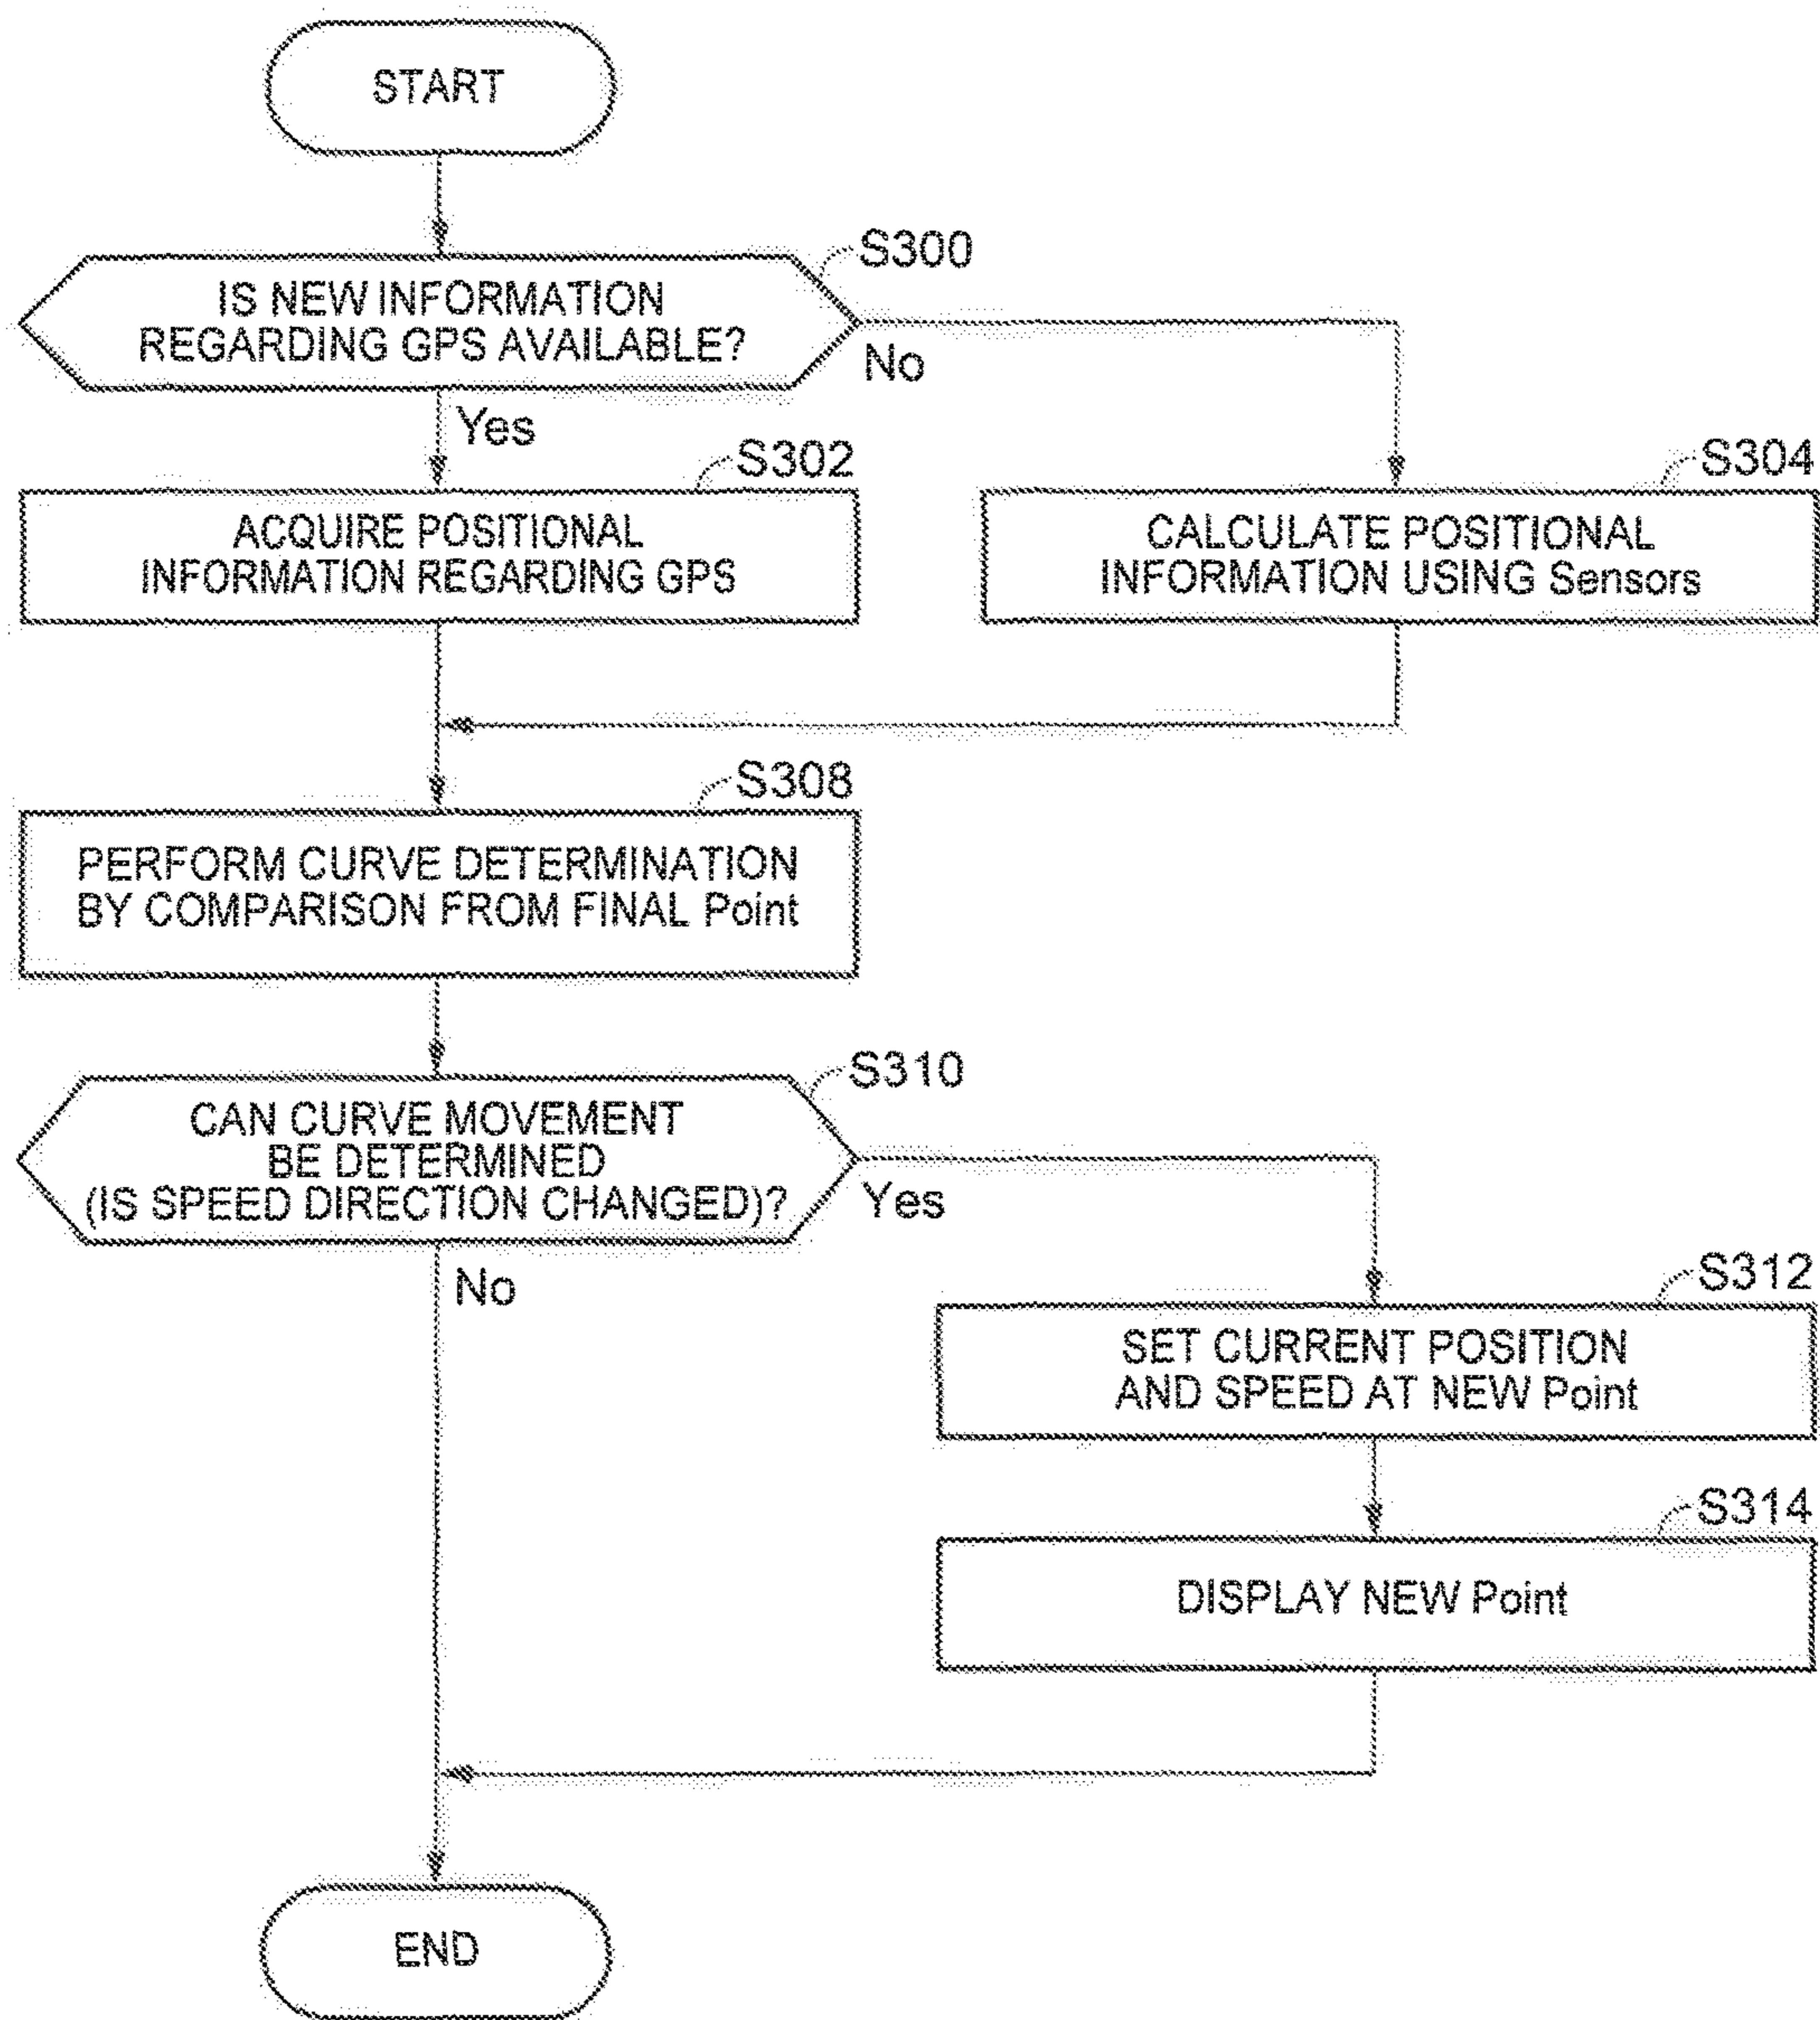 START
S300
IS NEW INFORMATION
REGARDING GPS AVAILABLE?
No
Yes
S302
S304
ACQUIRE POSITIONAL
INFORMATION REGARDING GPS
CALCULATE POSITIONAL
INFORMATION USING Sensors
S308
PERFORM CURVE DETERMINATION
BY COMPARISON FROM FINAL Point
S310
CAN CURVE MOVEMENT
BE DETERMINED
(IS SPEED DIRECTION CHANGED)?
Yes
No
S312
SET CURRENT POSITION
AND SPEED AT NEW Point
S314
DISPLAY NEW Point
END